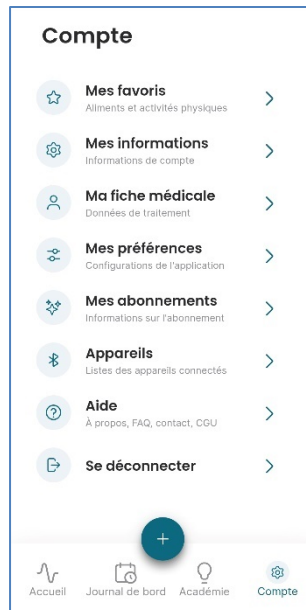 Compte
Mes favoris
Aliments et activités physiques
Mes informations
Informations de compte
Ma fiche médicale
Données de traitement
Mes préférences
Configurations de l'application
Mes abonnements
Informations sur l'abonnement
Appareils
Listes des appareils connectés
Aide
À propos, FAQ, contact, CGU
Se déconnecter
Accueil Journal de bord Académie Compte